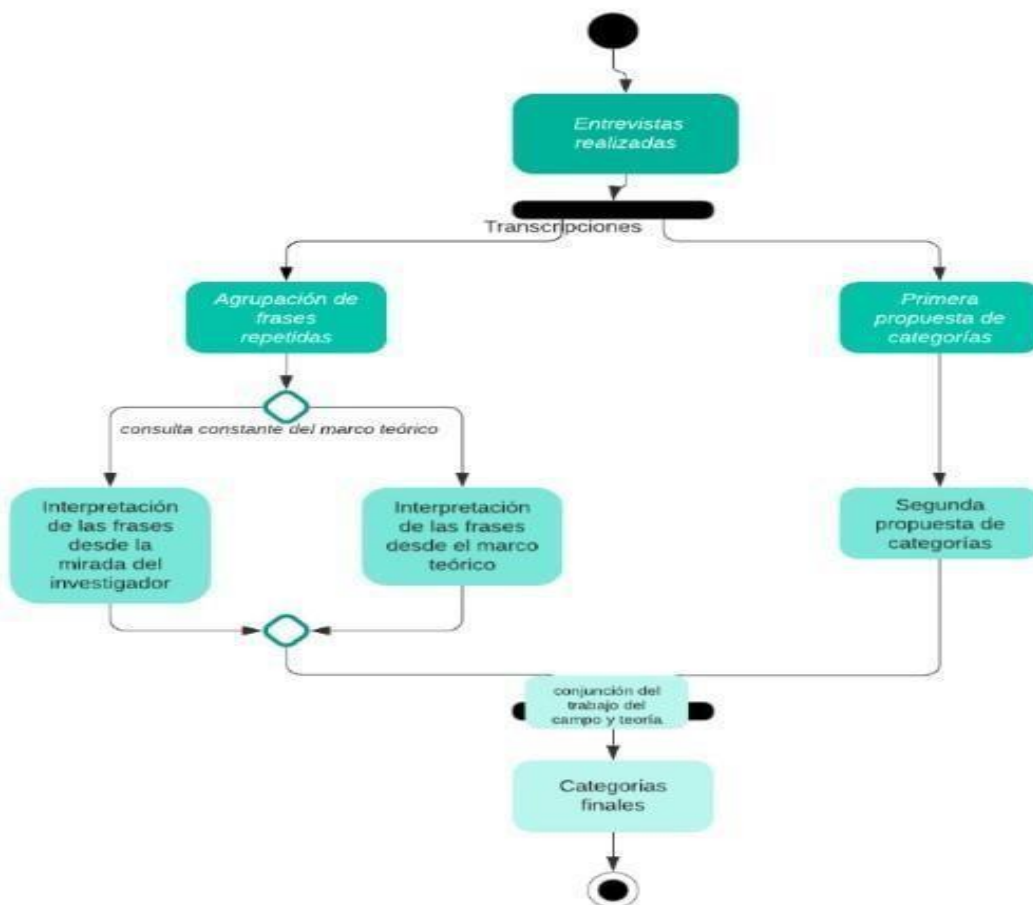 Entrevistas
realizadas
Transcripciones
Agrupación de
frases
repetidas
Primera
propuesta de
categorías
consulta constante del marco teórico
Interpretación
de las frases
desde la
mirada del
investigador
Interpretación
de las frases
desde el marco
teórico
Segunda
propuesta de
categorías
conjunción del
trabajo del
campo y teoría
Categorías
finales